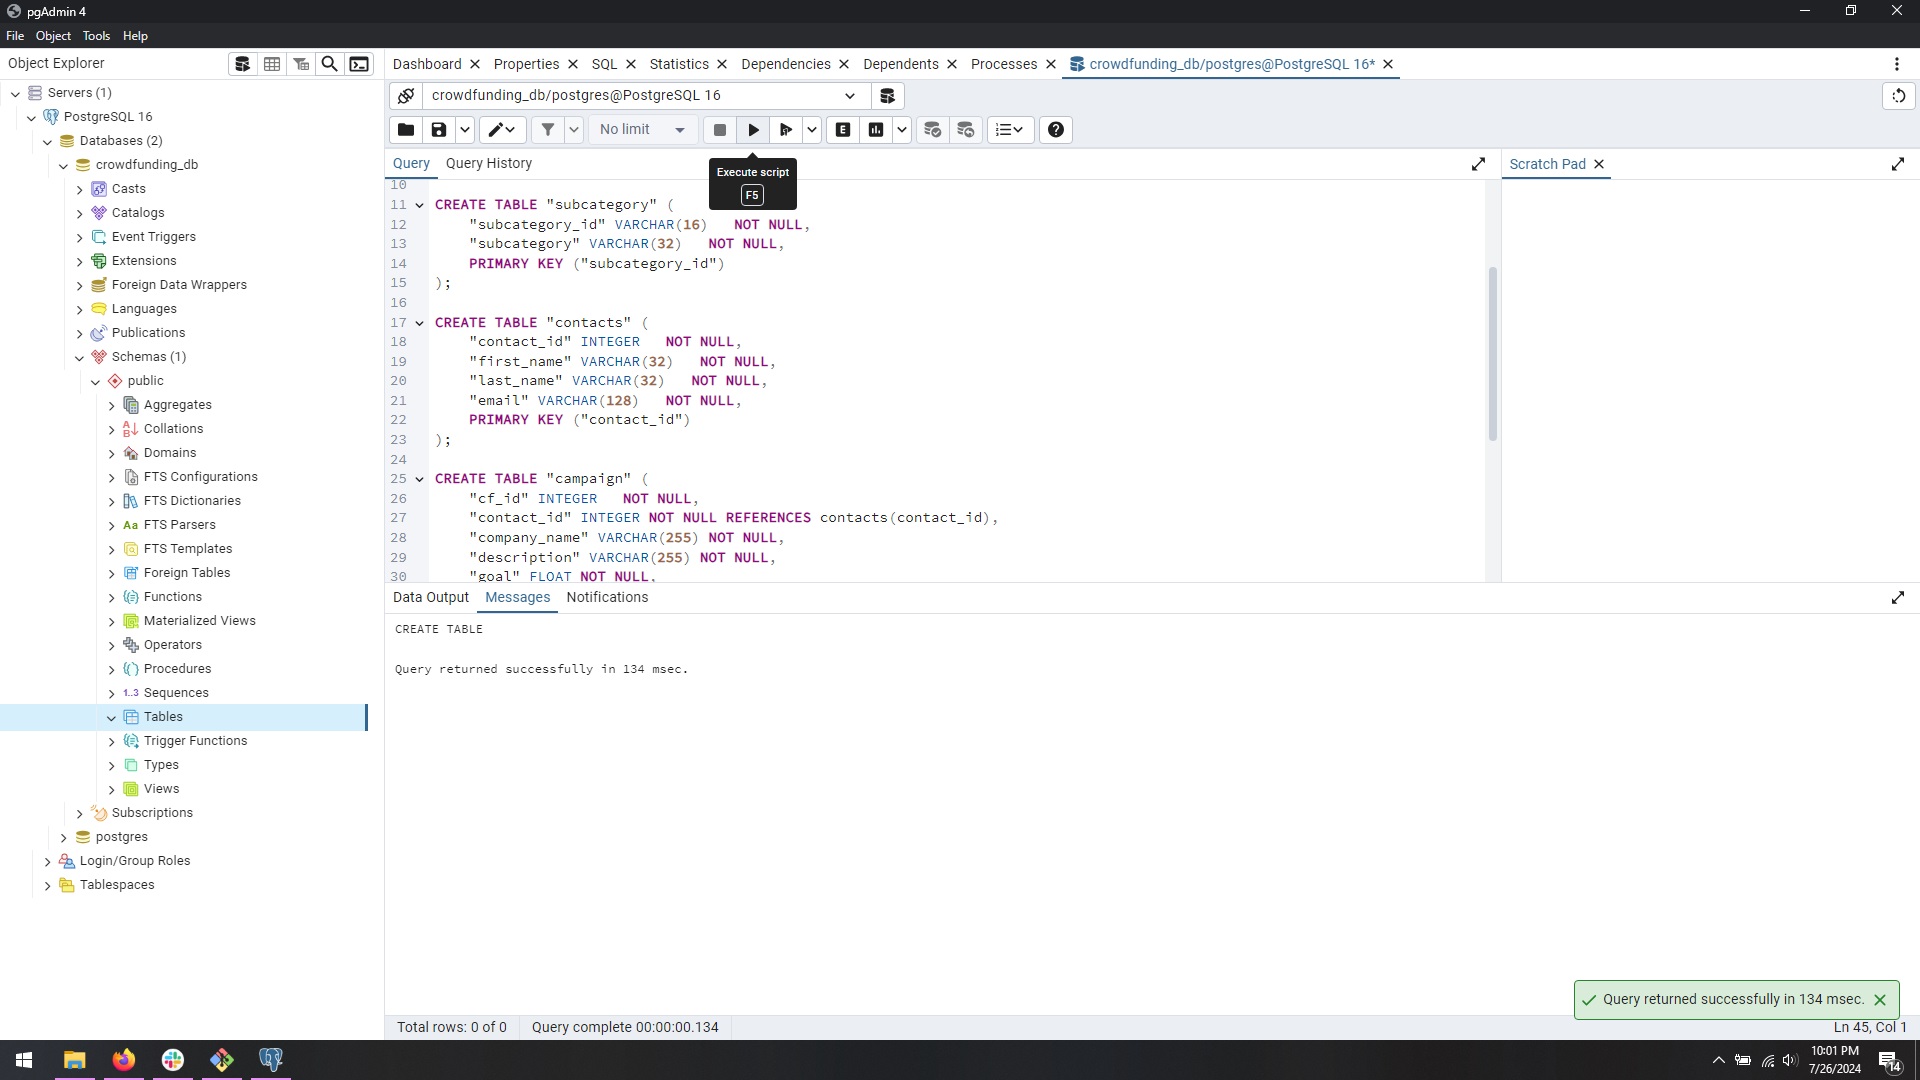 pgAdmin 4
File Object Tools Help
Object Explorer
Servers (1)
PostgreSQL 16
Databases (2)
crowdfunding_db
Casts
Catalogs
Event Triggers
Extensions
Foreign Data Wrappers
Languages
Publications
Schemas (1)
public
Aggregates
Collations
Domains
FTS Configurations
FTS Dictionaries
FTS Parsers
FTS Templates
Foreign Tables
Functions
Materialized Views
Operators
Procedures
1..3 Sequences
Tables
Trigger Functions
Types
Views
Subscriptions
postgres
Login/Group Roles
Tablespaces
Dashboard Properties SQL Statistics Dependencies Dependents Processes crowdfunding_db/postgres@PostgreSQL 16*
crowdfunding_db/postgres@PostgreSQL 16
No limit
Execute script
F5
Query Query History
Scratch Pad
10
11 CREATE TABLE "subcategory" (
12 "subcategory_id" VARCHAR(16) NOT NULL,
13 "subcategory" VARCHAR(32) NOT NULL,
14 PRIMARY KEY ("subcategory_id")
15 );
16
17 CREATE TABLE "contacts" (
18 "contact_id" INTEGER NOT NULL,
19 "first_name" VARCHAR(32) NOT NULL,
20 "last_name" VARCHAR(32) NOT NULL,
21 "email" VARCHAR(128) NOT NULL,
22 PRIMARY KEY ("contact_id")
23 );
24
25 CREATE TABLE "campaign" (
26 "cf_id" INTEGER NOT NULL,
27 "contact_id" INTEGER NOT NULL REFERENCES contacts(contact_id),
28 "company_name" VARCHAR(255) NOT NULL,
29 "description" VARCHAR(255) NOT NULL,
30 "goal" FLOAT NOT NULL,
Data Output Messages Notifications
CREATE TABLE
Query returned successfully in 134 msec.
Query returned successfully in 134 msec.
Total rows: 0 of 0 Query complete 00:00:00.134
Ln 45, Col 1
10:01 PM
7/26/2024
14